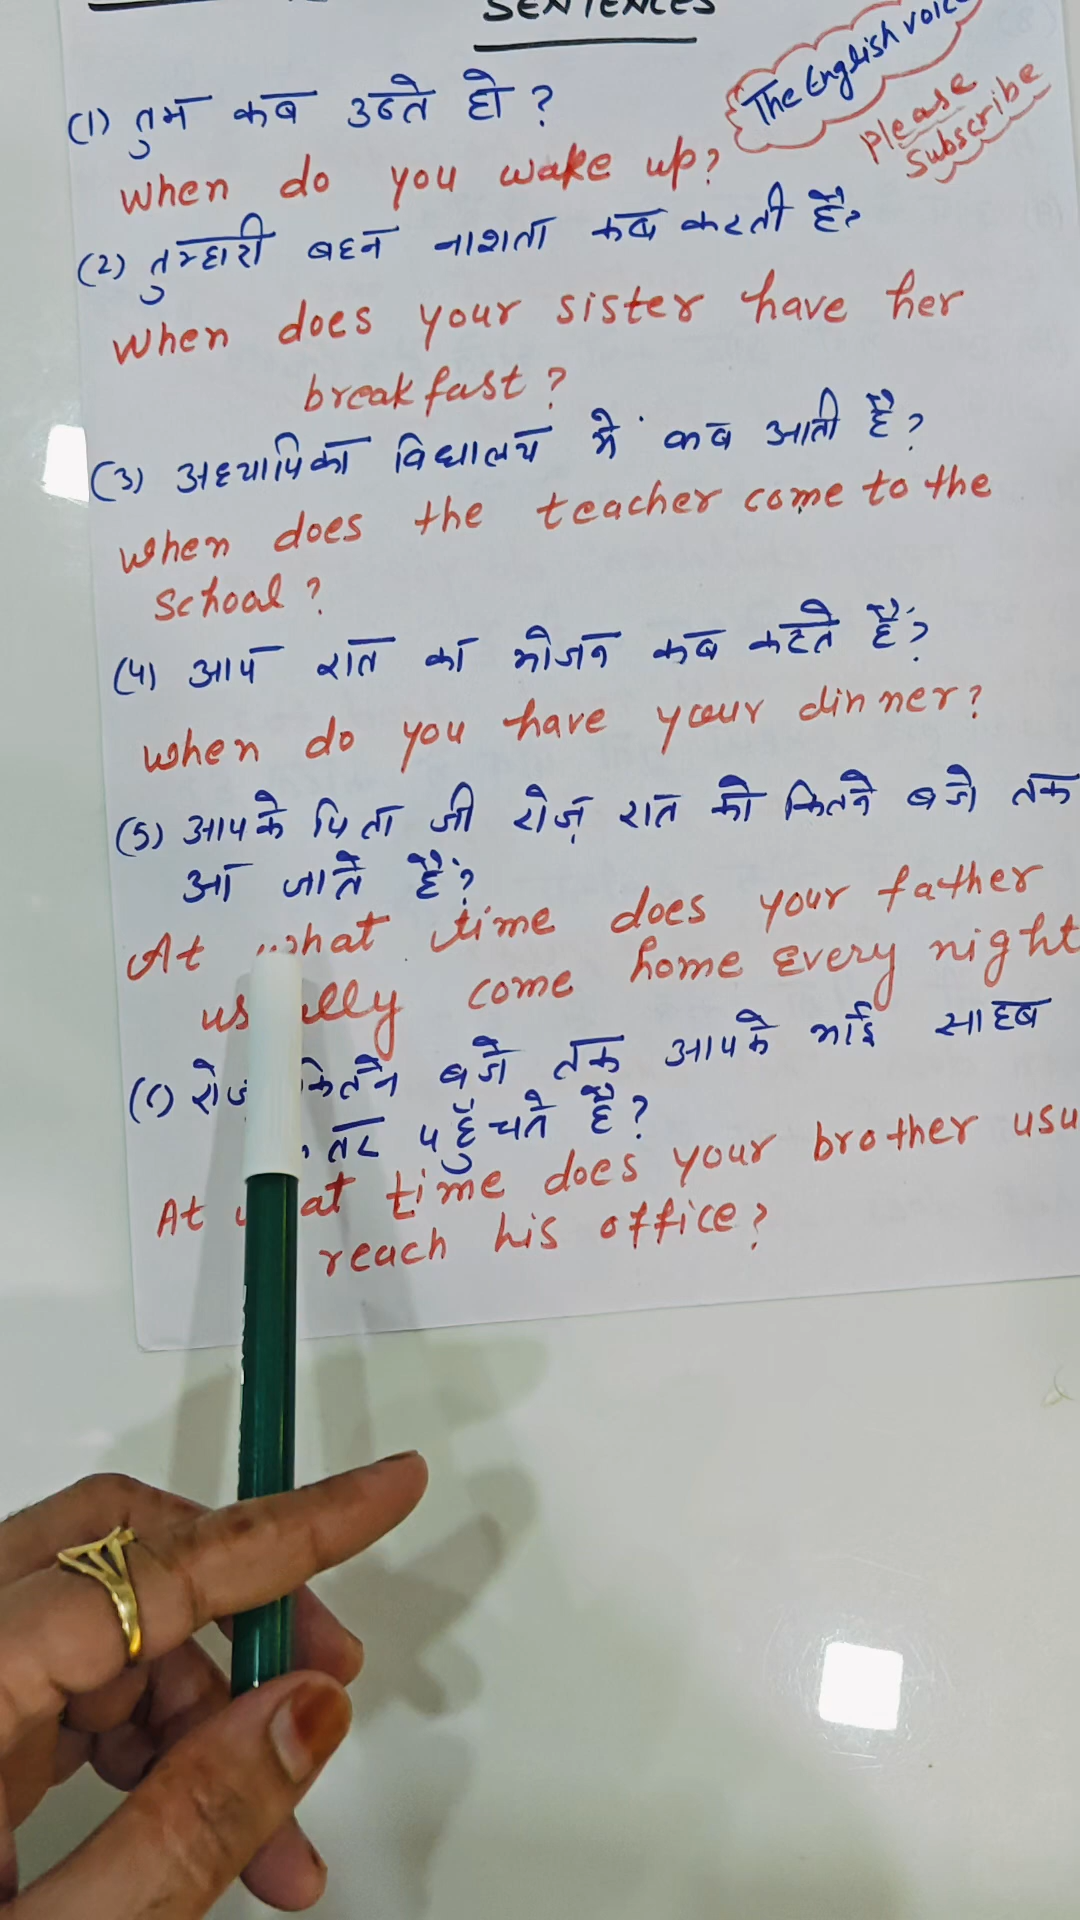 SENTENCES
The English voice
Please
Subscribe
(1) तुम कब उठते हो ?
When do you wake up?
(2) तुम्हारी बहन नाशता कब करती है?
When does your sister have her
breakfast ?
(3) अध्यापिका विद्यालय में कब आती है ?
When does the teacher come to the
School ?
(4) आप रात का भोजन कब करते हैं?
When do you have your dinner?
(5) आपके पिता जी रोज़ रात को कितने बजे तक
आ जाते हैं?
At what time does your father
usually come home Every night
रोज़ कितने बजे तक आपके भाई साहब
पहुँचते है ?
At what time does your brother
reach his office?